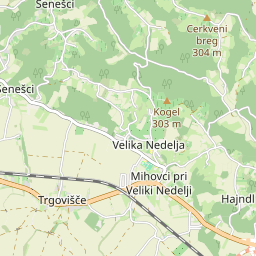 Senešci
Cerkveni
breg
304 m
Senešci
Kogel
303 m
Velika Nedelja
Mihovci pri
Veliki Nedelji
Trgovišče
Hajndl